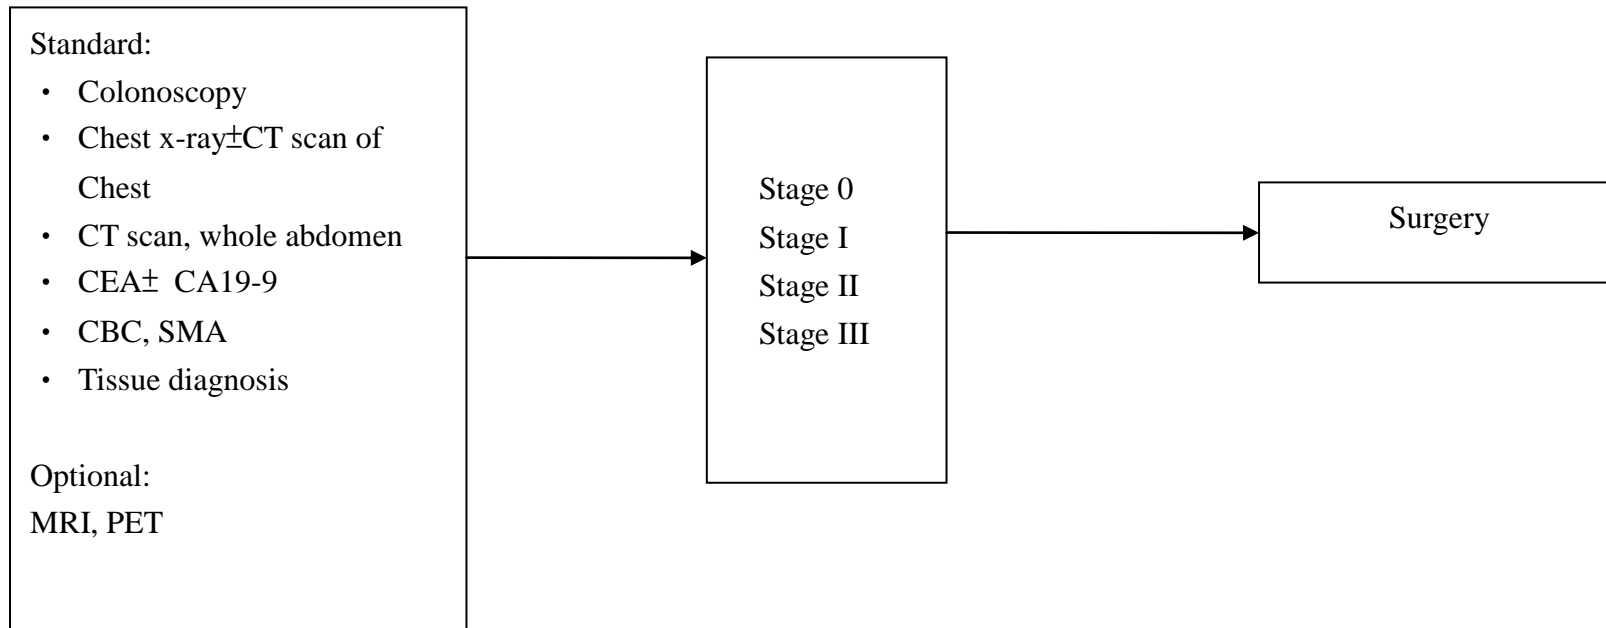 Standard:
・ Colonoscopy
・ Chest x-ray±CT scan of
Chest
・ CT scan, whole abdomen
・ CEA± CA19-9
・ CBC, SMA
・ Tissue diagnosis
Optional:
MRI, PET
Stage 0
Stage I
Stage II
Stage III
Surgery